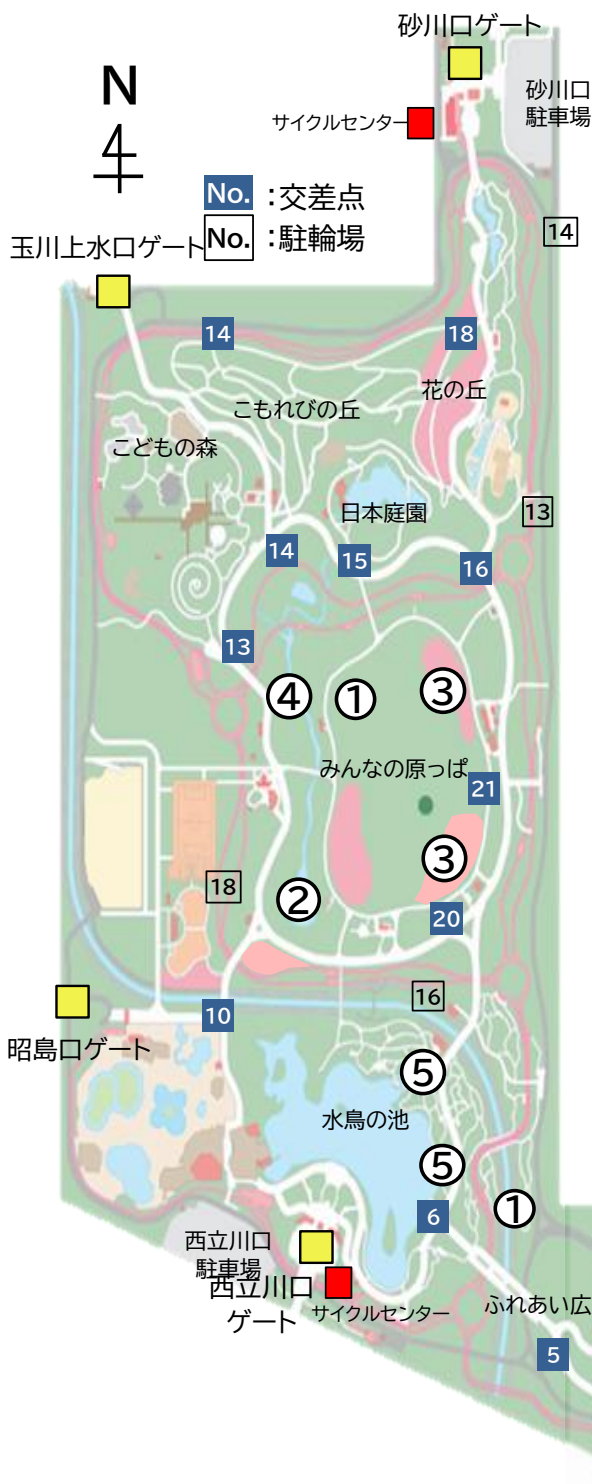 砂川口ゲート
N
砂川口
駐車場
サイクルセンター
No. ：交差点
No. ：駐輪場
14
玉川上水口ゲート
14
18
花の丘
こもれびの丘
こどもの森
日本庭園
13
14
15
16
13
④
①
③
みんなの原っぱ
21
③
18
②
20
16
10
昭島口ゲート
⑤
水鳥の池
⑤
①
6
西立川口
駐車場
西立川口
ゲート
サイクルセンター
ふれあい広
5